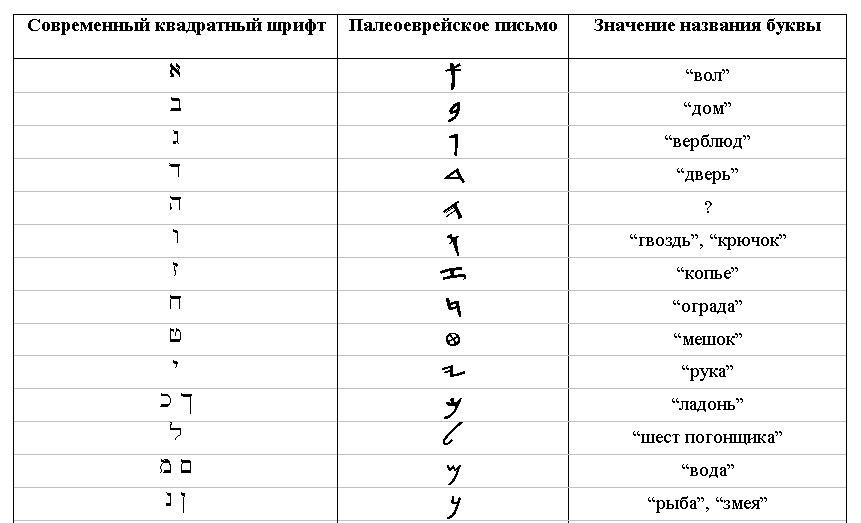 Современный квадратный шрифт Палеоеврейское письмо Значение названия буквы
א 𐤀 “вол”
ב 𐤁 “дом”
ג 𐤂 “верблюд”
ד 𐤃 “дверь”
ה 𐤄 ?
ו 𐤅 “гвоздь”, “крючок”
ז 𐤆 “копье”
ח 𐤇 “ограда”
ט 𐤈 “мешок”
י 𐤉 “рука”
כ ך 𐤊 “ладонь”
ל 𐤋 “шест погонщика”
מ ם 𐤌 “вода”
נ ן 𐤍 “рыба”, “змея”